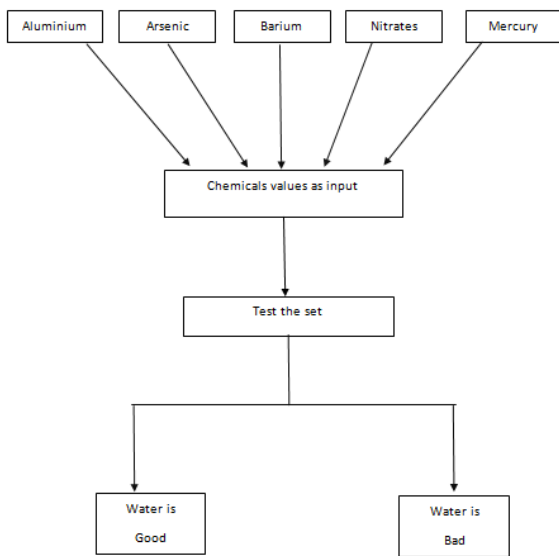 Aluminium
Arsenic
Barium
Nitrates
Mercury
Chemicals values as input
Test the set
Water is
Good
Water is
Bad